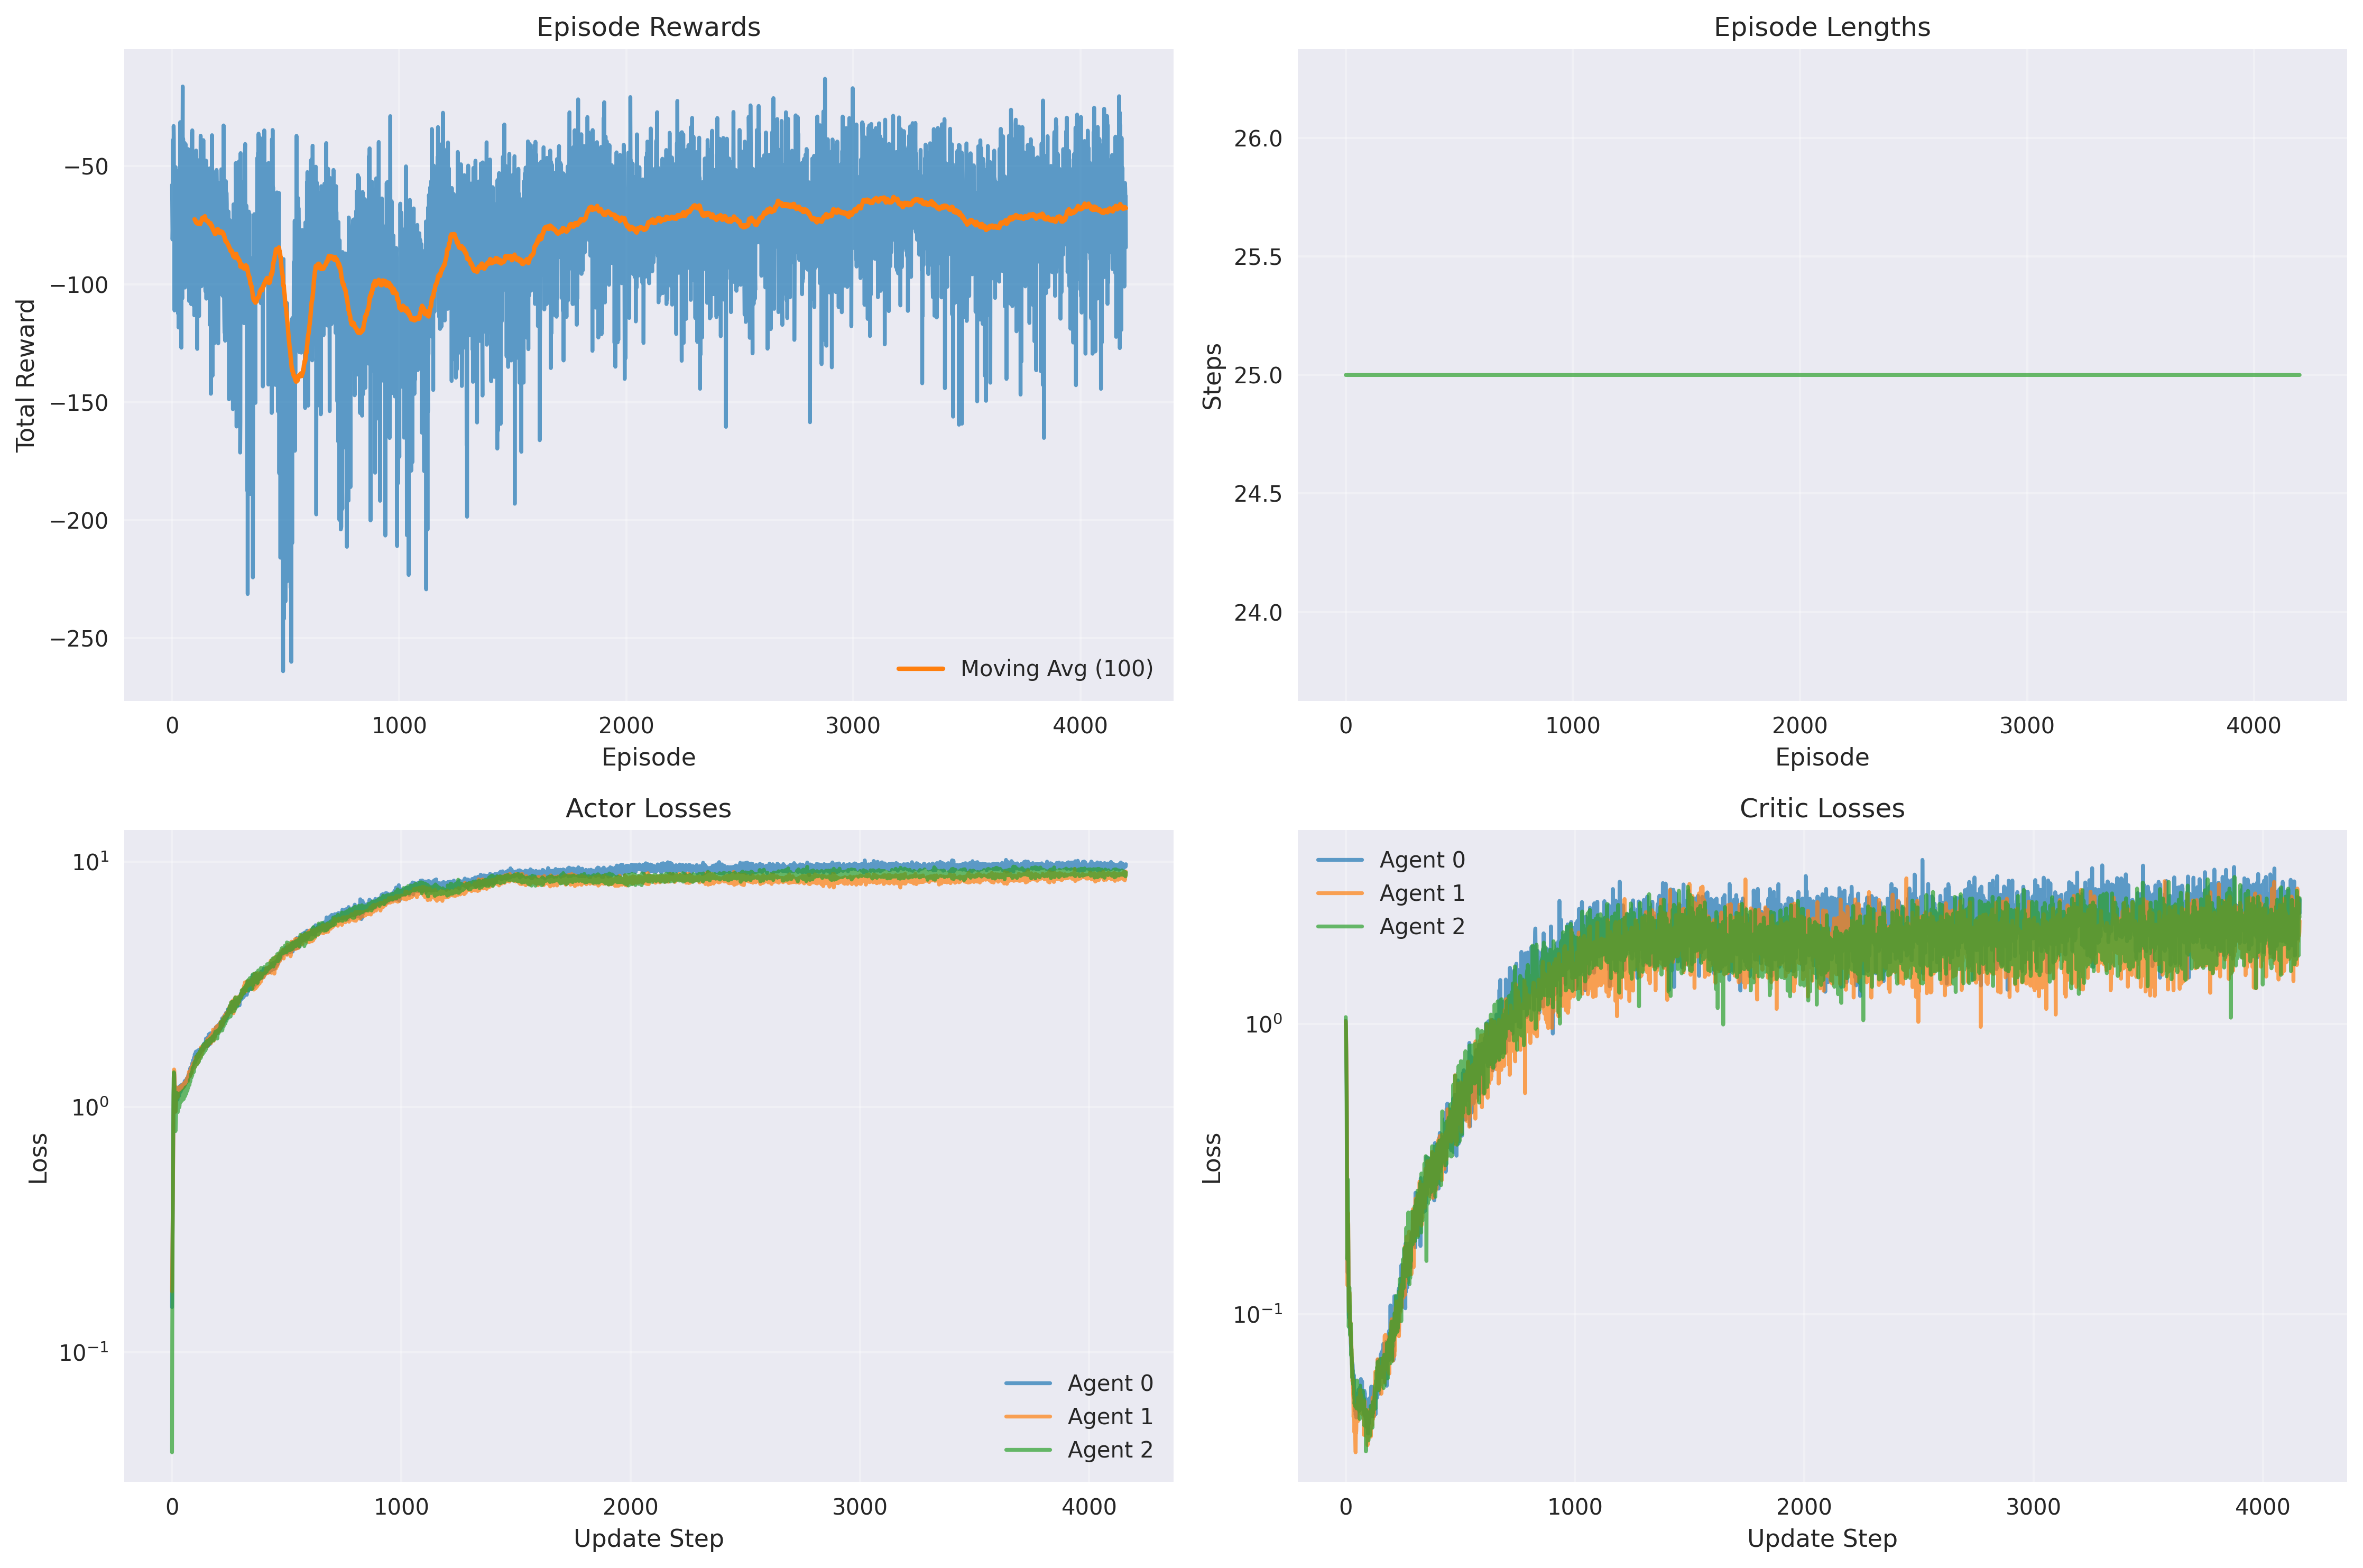 Episode Rewards
Total Reward
−50
−100
−150
−200
−250
0 1000 2000 3000 4000
Episode
Moving Avg (100)
Episode Lengths
Steps
26.0
25.5
25.0
24.5
24.0
0 1000 2000 3000 4000
Episode
Actor Losses
Loss
10¹
10⁰
10⁻¹
0 1000 2000 3000 4000
Update Step
Agent 0
Agent 1
Agent 2
Critic Losses
Loss
Agent 0
Agent 1
Agent 2
10⁰
10⁻¹
0 1000 2000 3000 4000
Update Step